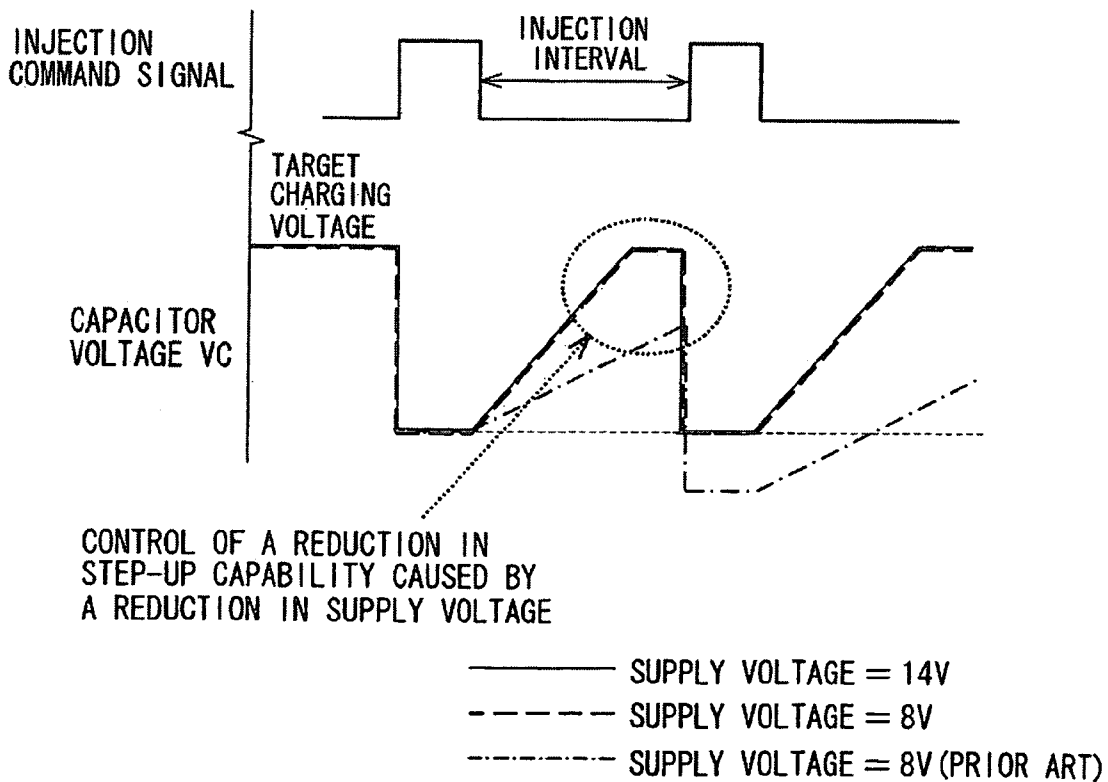 INJECTION
COMMAND SIGNAL
INJECTION
INTERVAL
TARGET
CHARGING
VOLTAGE
CAPACITOR
VOLTAGE VC
CONTROL OF A REDUCTION IN
STEP-UP CAPABILITY CAUSED BY
A REDUCTION IN SUPPLY VOLTAGE
SUPPLY VOLTAGE = 14V
SUPPLY VOLTAGE = 8V
SUPPLY VOLTAGE = 8V (PRIOR ART)